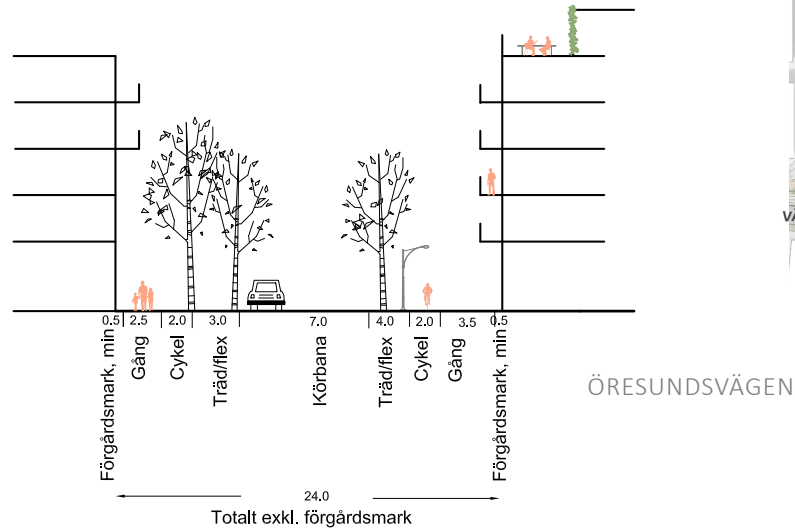 0.5 2.5 2.0 3.0 7.0 4.0 2.0 3.5 0.5
Förgårdsmark, min
Gång
Cykel
Träd/flex
Körbana
Träd/flex
Cykel
Gång
Förgårdsmark, min
24.0
Totalt exkl. förgårdsmark
ÖRESUNDSVÄGEN